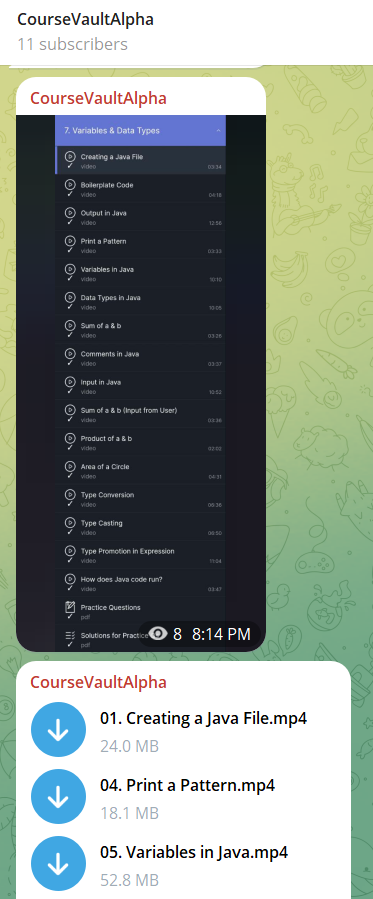 CourseVaultAlpha
11 subscribers
CourseVaultAlpha
7. Variables & Data Types
Creating a Java File
video
03:34
Boilerplate Code
video
04:18
Output in Java
video
12:56
Print a Pattern
video
03:33
Variables in Java
video
10:10
Data Types in Java
video
10:05
Sum of a & b
video
03:26
Comments in Java
video
03:37
Input in Java
video
10:52
Sum of a & b (Input from User)
video
03:36
Product of a & b
video
02:02
Area of a Circle
video
04:31
Type Conversion
video
06:36
Type Casting
video
06:50
Type Promotion in Expression
video
11:04
How does Java code run?
video
03:47
Practice Questions
pdf
Solutions for Practice
pdf
8 8:14 PM
CourseVaultAlpha
01. Creating a Java File.mp4
24.0 MB
04. Print a Pattern.mp4
18.1 MB
05. Variables in Java.mp4
52.8 MB